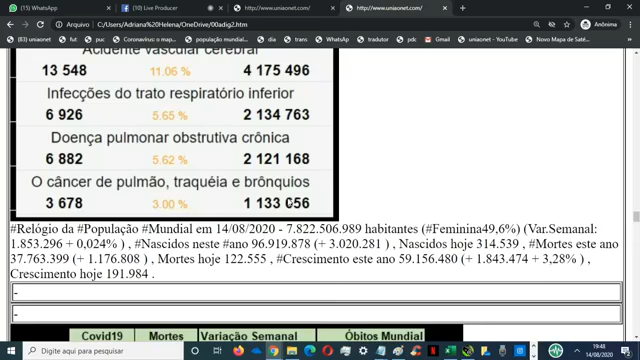 WhatsApp
Live Producer
http://www.uniaonet.com/
http://www.uniaonet.com/
Arquivo | C:/Users/Adriana%20Helena/OneDrive/00adig2.htm
Anônima
(83) uniaonet
fut
puc
Coronavirus: o map...
população mundial...
dit
trans
WhatsApp
tradutor
pdc
Gmail
uniaonet - YouTube
Novo Mapa de Saté...
Acidente vascular cerebral
13 548 11.06 % 4 175 496
Infecções do trato respiratório inferior
6 926 5.65 % 2 134 763
Doença pulmonar obstrutiva crônica
6 882 5.62 % 2 121 168
O câncer de pulmão, traquéia e brônquios
3 678 3.00 % 1 133 056
#Relógio da #População #Mundial em 14/08/2020 - 7.822.506.989 habitantes (#Feminina49,6%) (Var.Semanal:
1.853.296 + 0,024% ) , #Nascidos neste #ano 96.919.878 (+ 3.020.281 ) , Nascidos hoje 314.539 , #Mortes este ano
37.763.399 (+ 1.176.808 ) , Mortes hoje 122.555 , #Crescimento este ano 59.156.480 (+ 1.843.474 + 3,28% ) ,
Crescimento hoje 191.984 .
-
-
Covid19 Mortes Variação Semanal Óbitos Mundial
Digite aqui para pesquisar
19:48
14/08/2020